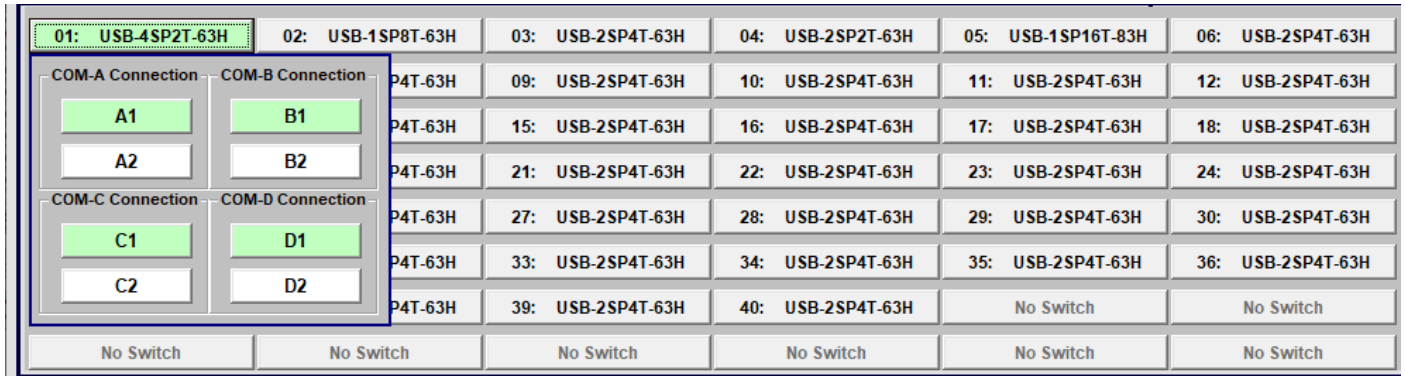 01: USB-4SP2T-63H 02: USB-1SP8T-63H 03: USB-2SP4T-63H 04: USB-2SP2T-63H 05: USB-1SP16T-83H 06: USB-2SP4T-63H
COM-A Connection COM-B Connection P4T-63H 09: USB-2SP4T-63H 10: USB-2SP4T-63H 11: USB-2SP4T-63H 12: USB-2SP4T-63H
A1 B1 P4T-63H 15: USB-2SP4T-63H 16: USB-2SP4T-63H 17: USB-2SP4T-63H 18: USB-2SP4T-63H
A2 B2 P4T-63H 21: USB-2SP4T-63H 22: USB-2SP4T-63H 23: USB-2SP4T-63H 24: USB-2SP4T-63H
COM-C Connection COM-D Connection P4T-63H 27: USB-2SP4T-63H 28: USB-2SP4T-63H 29: USB-2SP4T-63H 30: USB-2SP4T-63H
C1 D1 P4T-63H 33: USB-2SP4T-63H 34: USB-2SP4T-63H 35: USB-2SP4T-63H 36: USB-2SP4T-63H
C2 D2 P4T-63H 39: USB-2SP4T-63H 40: USB-2SP4T-63H No Switch No Switch
No Switch No Switch No Switch No Switch No Switch No Switch